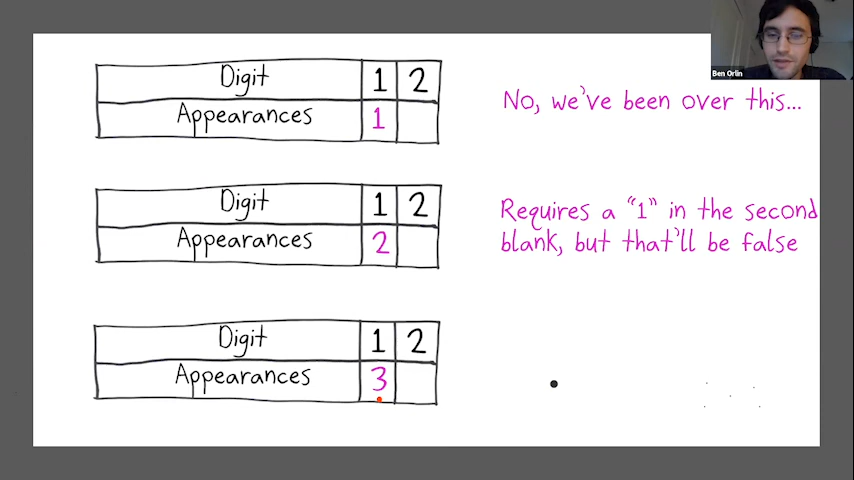 Ben Orlin
Digit 1 2
Appearances 1
No, we've been over this...
Digit 1 2
Appearances 2
Requires a "1" in the second
blank, but that'll be false
Digit 1 2
Appearances 3